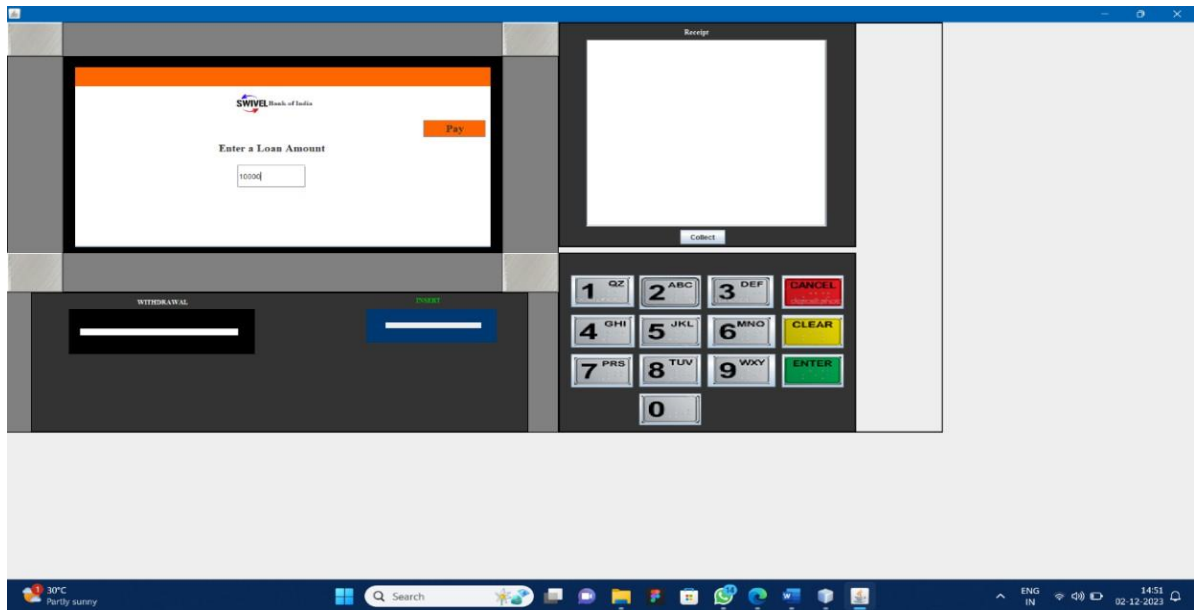 SWIVEL Bank of India
Pay
Enter a Loan Amount
10000
WITHDRAWAL
INSERT
Receipt
Collect
1 QZ
2 ABC
3 DEF
CANCEL
4 GHI
5 JKL
6 MNO
CLEAR
7 PRS
8 TUV
9 WXY
ENTER
0
1
30°C
Partly sunny
Search
ENG
IN
14:51
02-12-2023